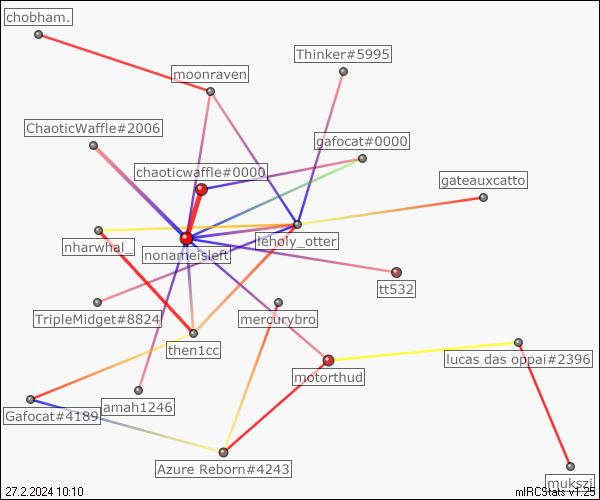 chobham.
Thinker#5995
moonraven
ChaoticWaffle#2006
gafocat#0000
chaoticwaffle#0000
gateauxcatto
nharwhal_
leholy_otter
nonameisleft
tt532
TripleMidget#8824
mercurybro
then1cc
lucas das oppai#2396
motorthud
amah1246
Gafocat#4189
Azure Reborn#4243
mukszi
27.2.2024 10:10
mIRCStats v1.25